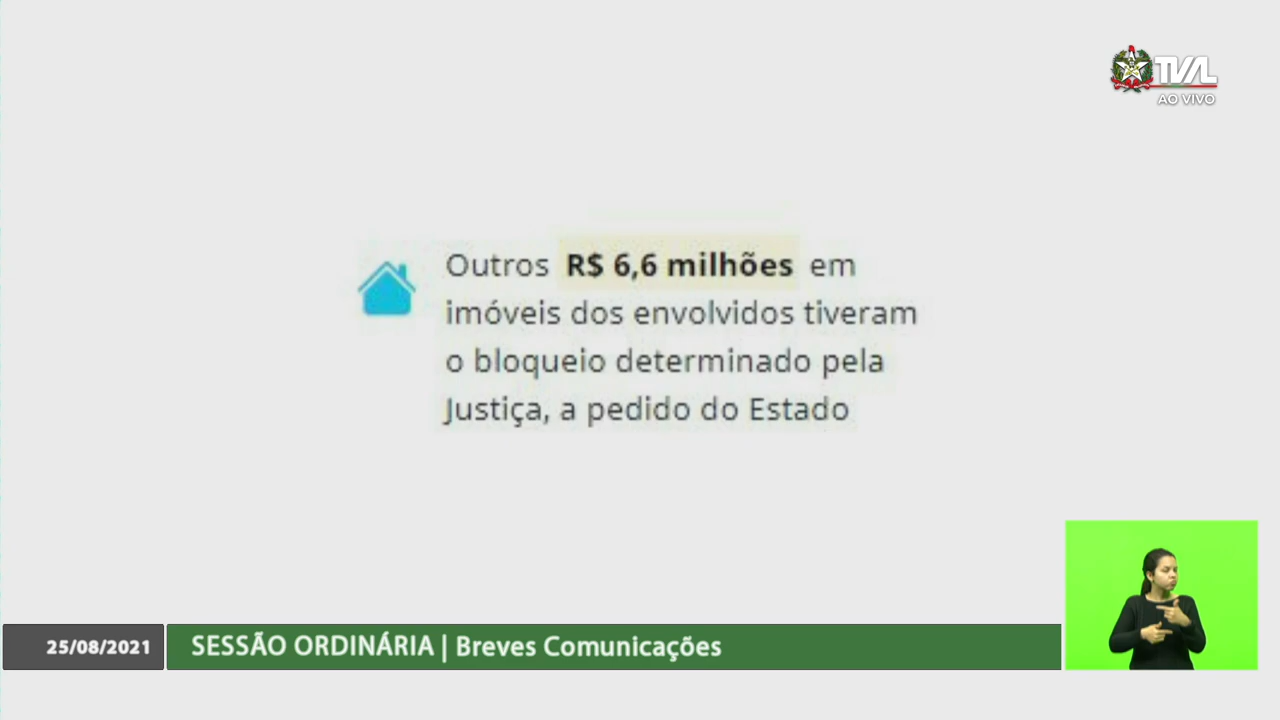 TVAL
AO VIVO
Outros R$ 6,6 milhões em
imóveis dos envolvidos tiveram
o bloqueio determinado pela
Justiça, a pedido do Estado
25/08/2021
SESSÃO ORDINÁRIA | Breves Comunicações